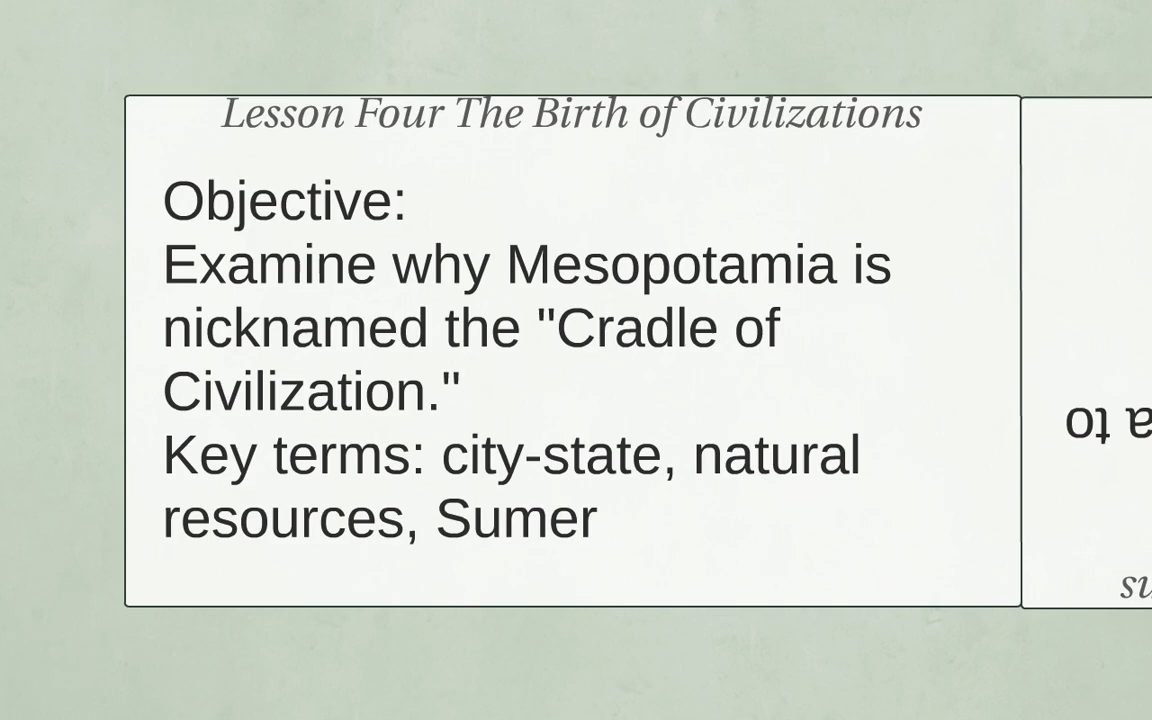 Lesson Four The Birth of Civilizations
Objective:
Examine why Mesopotamia is
nicknamed the "Cradle of
Civilization."
Key terms: city-state, natural
resources, Sumer